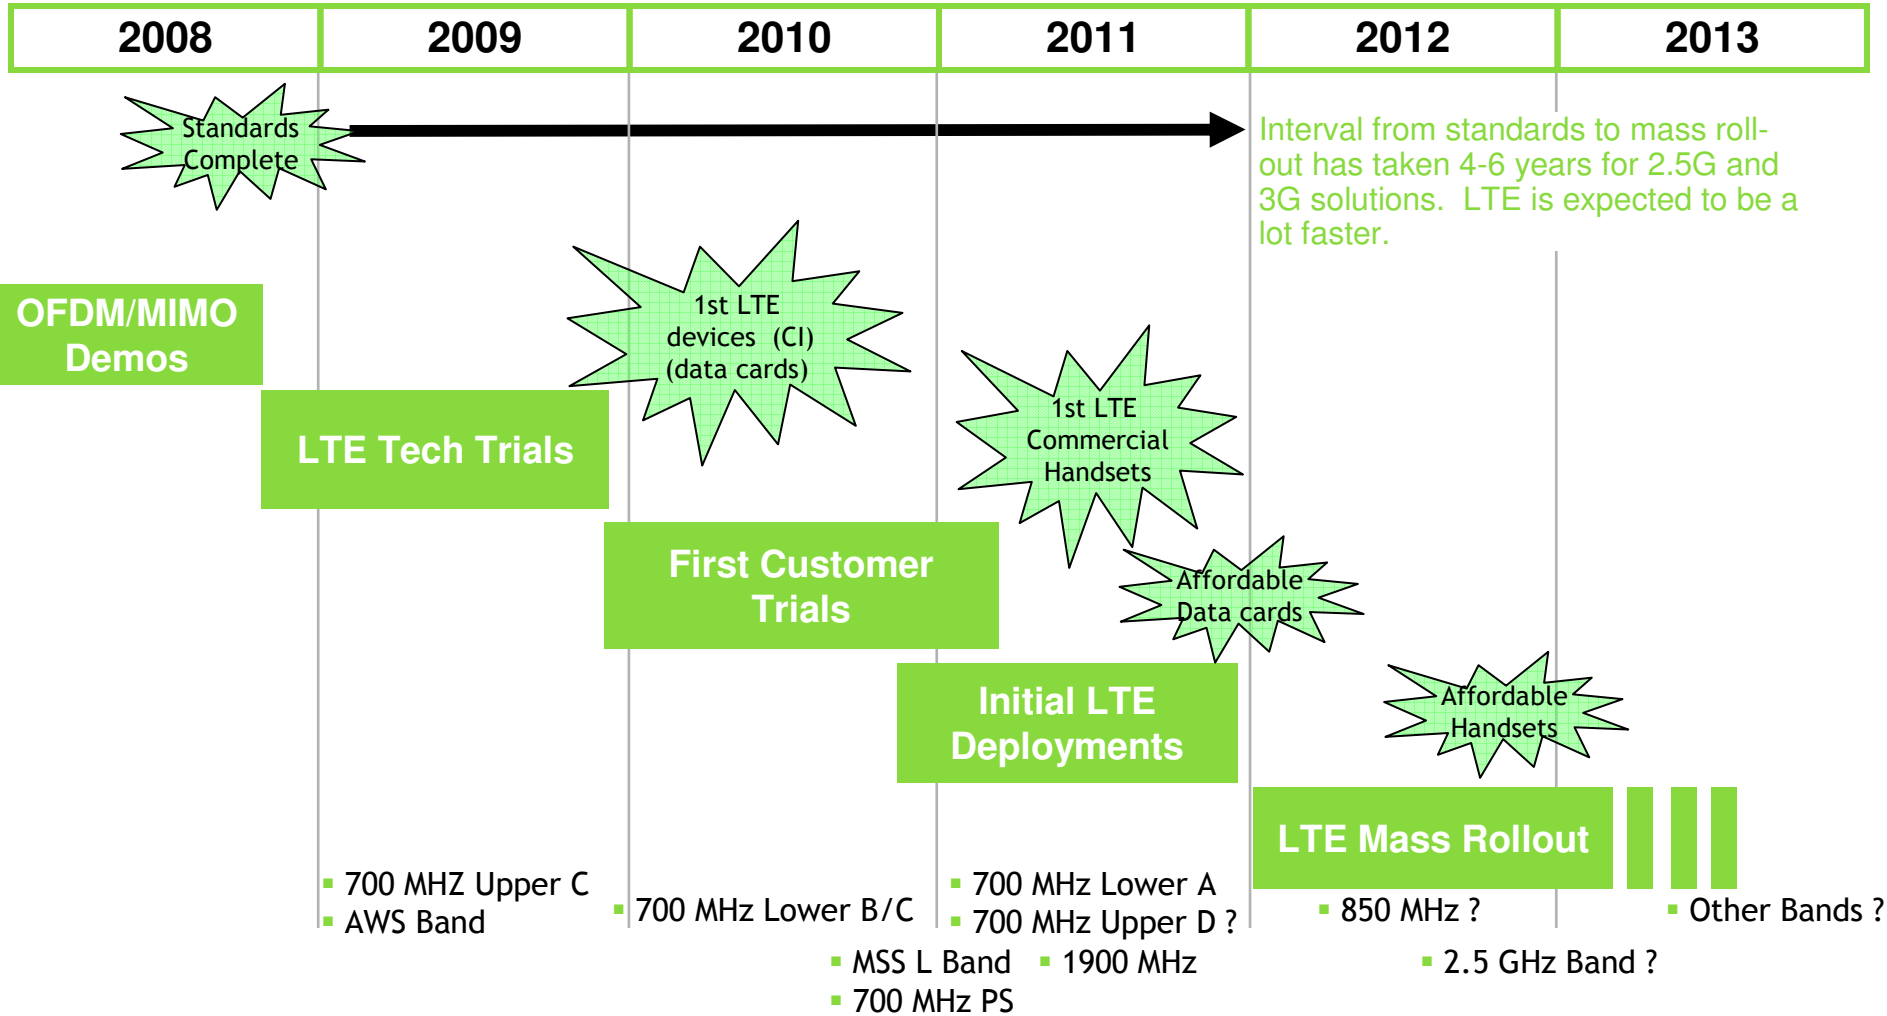 2008 2009 2010 2011 2012 2013
Standards
Complete
Interval from standards to mass roll-
out has taken 4-6 years for 2.5G and
3G solutions. LTE is expected to be a
lot faster.
OFDM/MIMO
Demos
1st LTE
devices (CI)
(data cards)
LTE Tech Trials
1st LTE
Commercial
Handsets
First Customer
Trials
Affordable
Data cards
Initial LTE
Deployments
Affordable
Handsets
LTE Mass Rollout
▪ 700 MHZ Upper C
▪ AWS Band
▪ 700 MHz Lower B/C
▪ 700 MHz Lower A
▪ 700 MHz Upper D ?
▪ 850 MHz ?
▪ Other Bands ?
▪ MSS L Band
▪ 700 MHz PS
▪ 1900 MHz
▪ 2.5 GHz Band ?